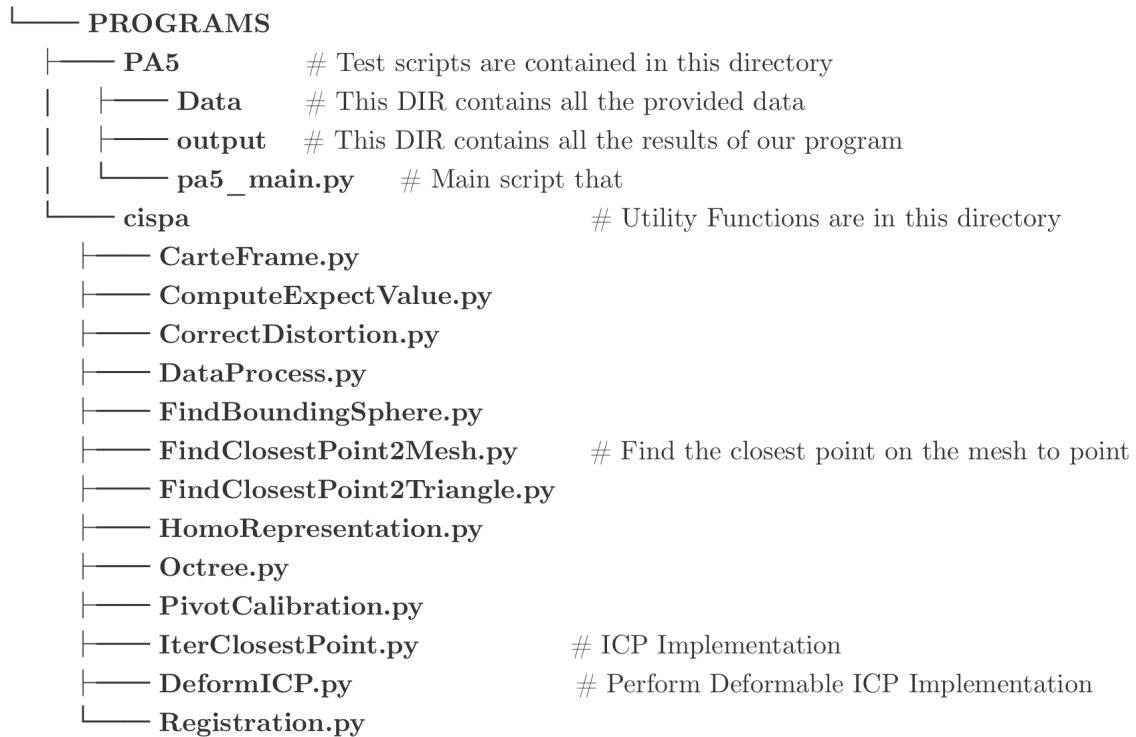 └── PROGRAMS
├── PA5 # Test scripts are contained in this directory
│ ├── Data # This DIR contains all the provided data
│ ├── output # This DIR contains all the results of our program
│ └── pa5_main.py # Main script that
└── cispa # Utility Functions are in this directory
├── CarteFrame.py
├── ComputeExpectValue.py
├── CorrectDistortion.py
├── DataProcess.py
├── FindBoundingSphere.py
├── FindClosestPoint2Mesh.py # Find the closest point on the mesh to point
├── FindClosestPoint2Triangle.py
├── HomoRepresentation.py
├── Octree.py
├── PivotCalibration.py
├── IterClosestPoint.py # ICP Implementation
├── DeformICP.py # Perform Deformable ICP Implementation
└── Registration.py